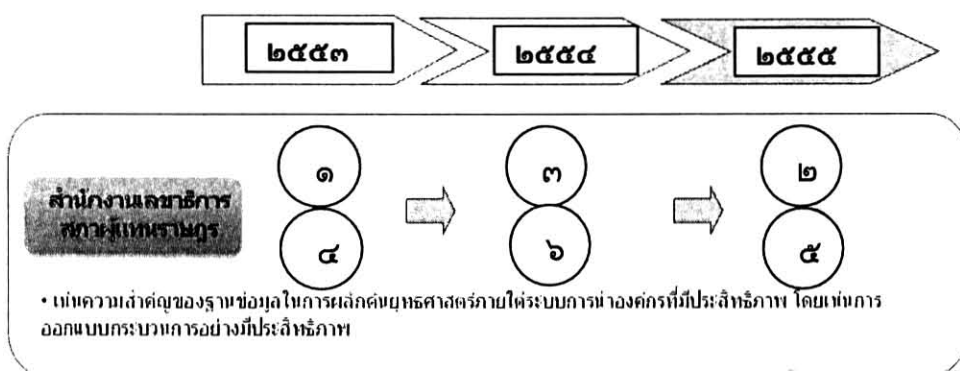 ๒๕๕๓ ๒๕๕๔ ๒๕๕๕
๑ ๓ ๒
สำนักงานเลขาธิการ
สภาผู้แทนราษฎร
๔ ๖ ๕
• เน้นความสำคัญของฐานข้อมูลในการผลักดันยุทธศาสตร์ภายใต้ระบบการนำองค์กรที่มีประสิทธิภาพ โดยเน้นการ
ออกแบบกระบวนการอย่างมีประสิทธิภาพ